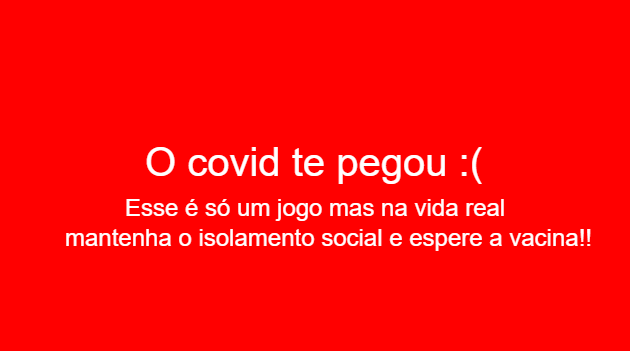 O covid te pegou :(
Esse é só um jogo mas na vida real
mantenha o isolamento social e espere a vacina!!